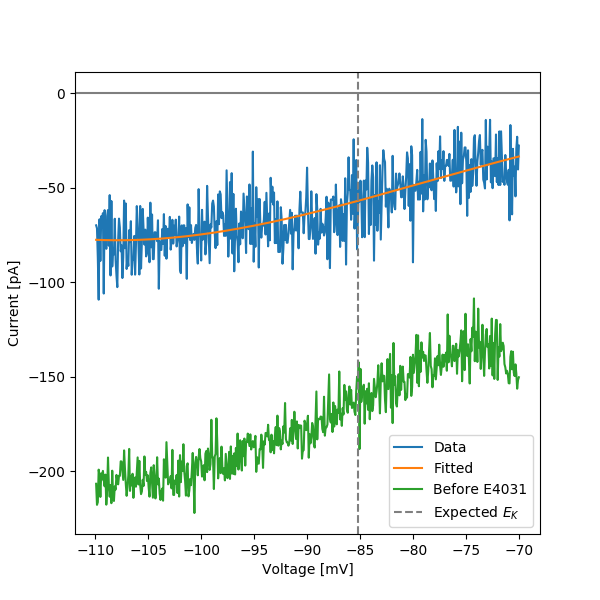 0
−50
−100
−150
−200
Current [pA]
−110 −105 −100 −95 −90 −85 −80 −75 −70
Voltage [mV]
Data
Fitted
Before E4031
Expected E_K